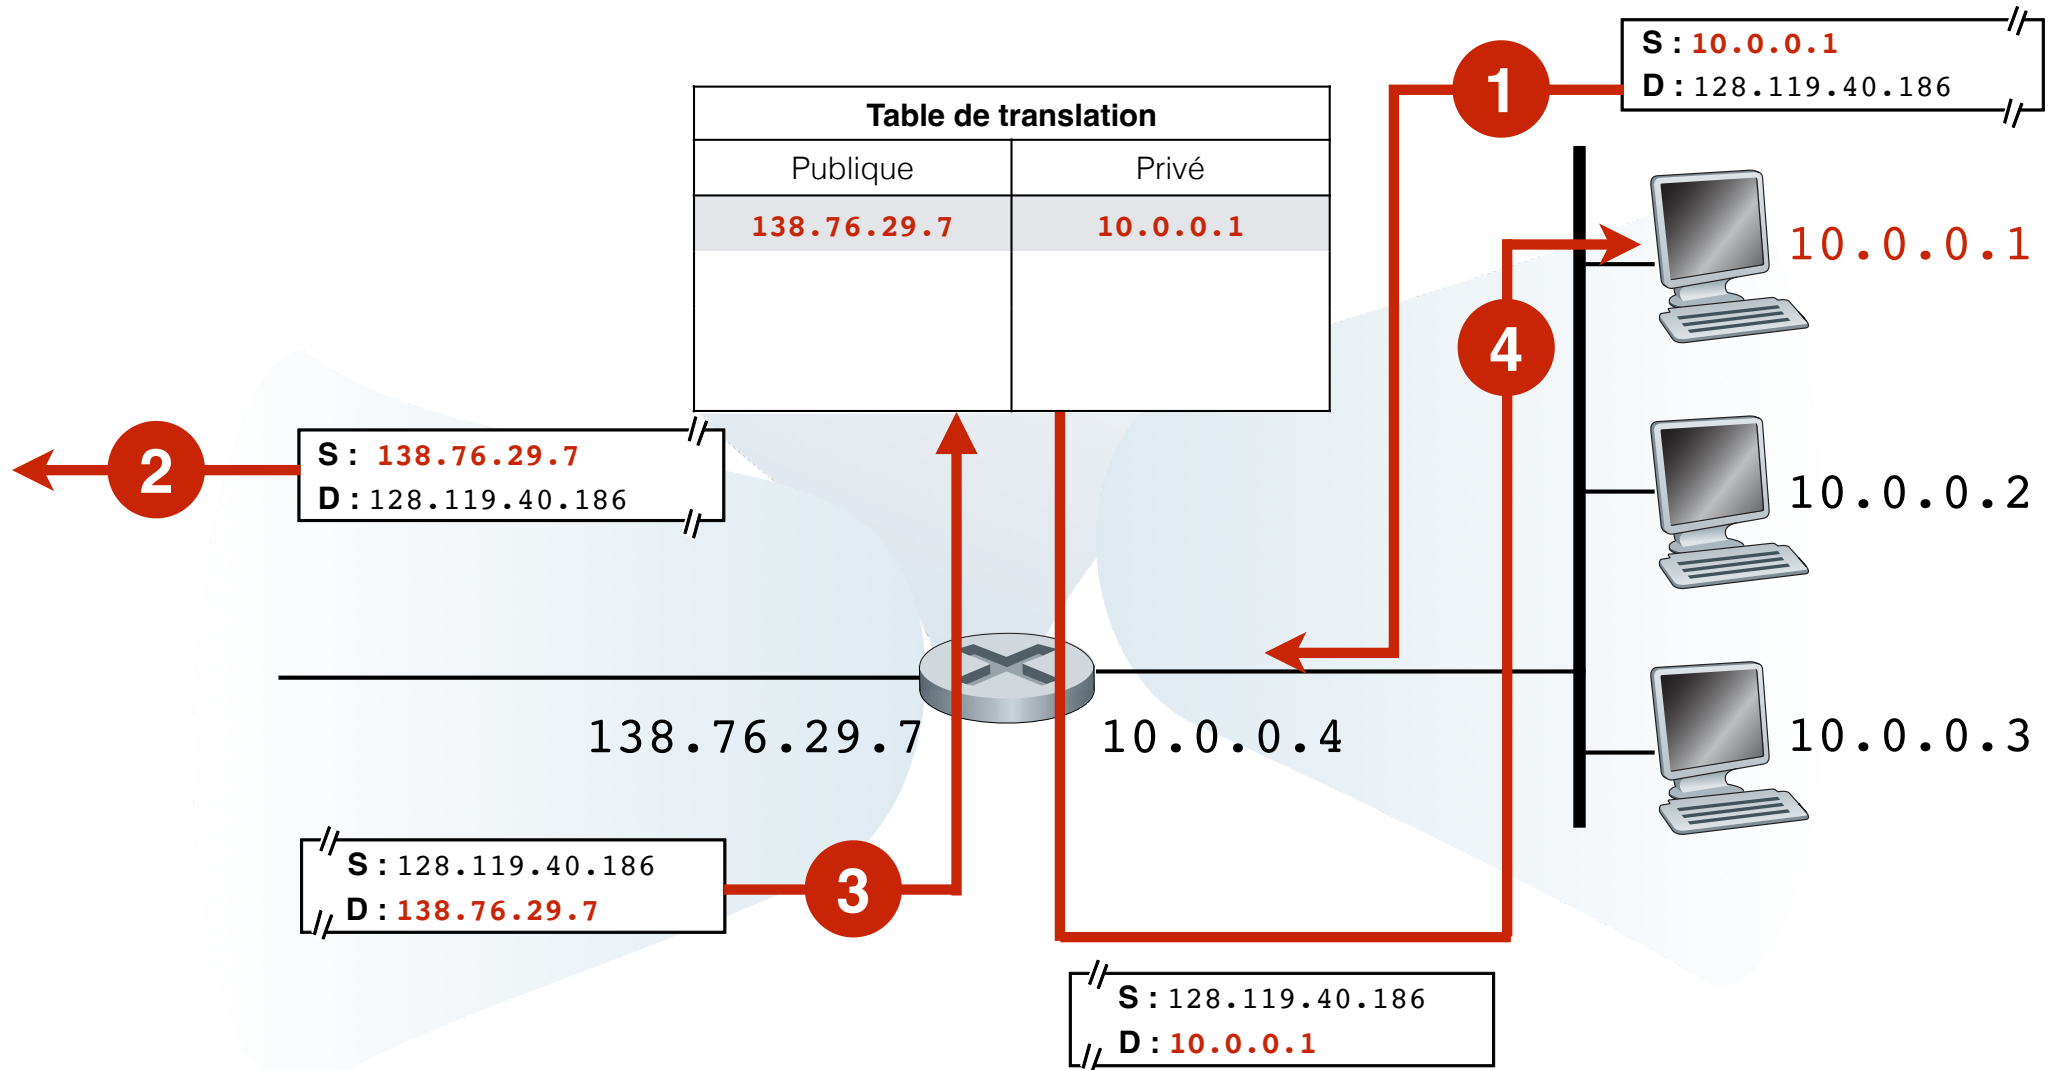 S : 10.0.0.1
D : 128.119.40.186
1
Table de translation
Publique Privé
138.76.29.7 10.0.0.1
10.0.0.1
4
2
S : 138.76.29.7
D : 128.119.40.186
10.0.0.2
138.76.29.7 10.0.0.4
10.0.0.3
S : 128.119.40.186
D : 138.76.29.7
3
S : 128.119.40.186
D : 10.0.0.1